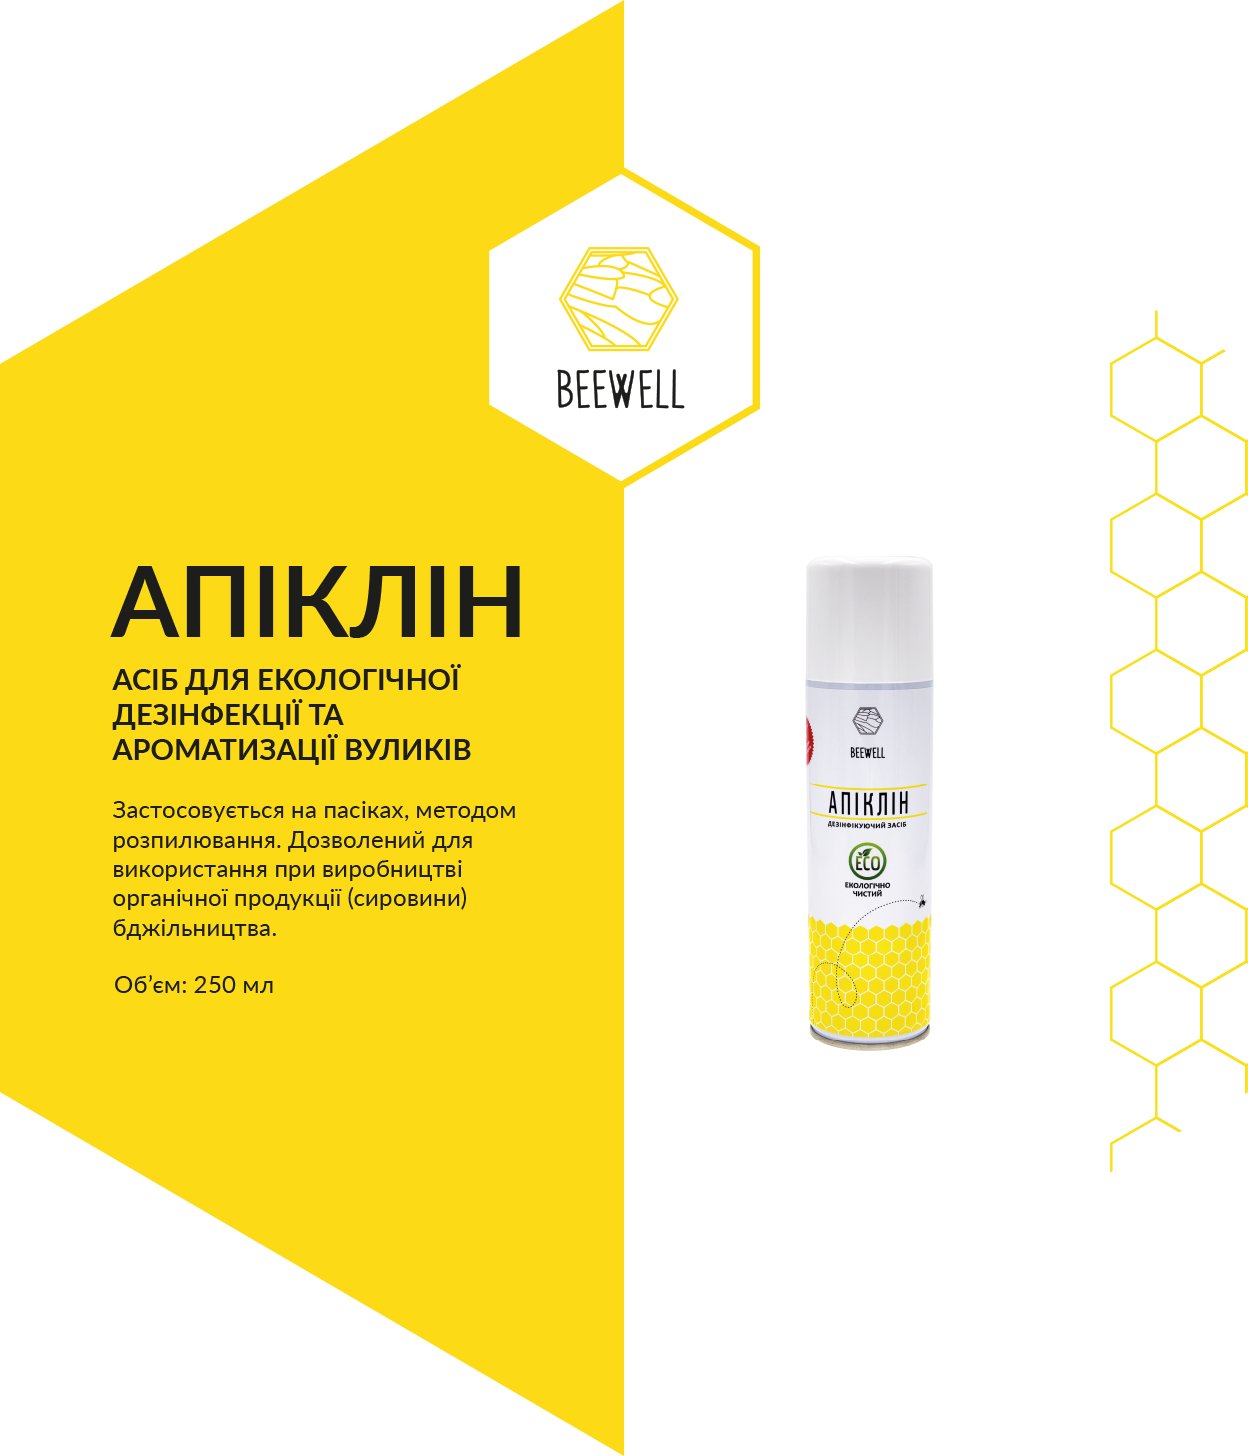 BEEWELL
АПІКЛІН
АСІБ ДЛЯ ЕКОЛОГІЧНОЇ
ДЕЗІНФЕКЦІЇ ТА
АРОМАТИЗАЦІЇ ВУЛИКІВ
Застосовується на пасіках, методом
розпилювання. Дозволений для
використання при виробництві
органічної продукції (сировини)
бджільництва.
Об’єм: 250 мл
BEEWELL
АПІКЛІН
ДЕЗІНФІКУЮЧИЙ ЗАСІБ
ECO
ЕКОЛОГІЧНО
ЧИСТИЙ